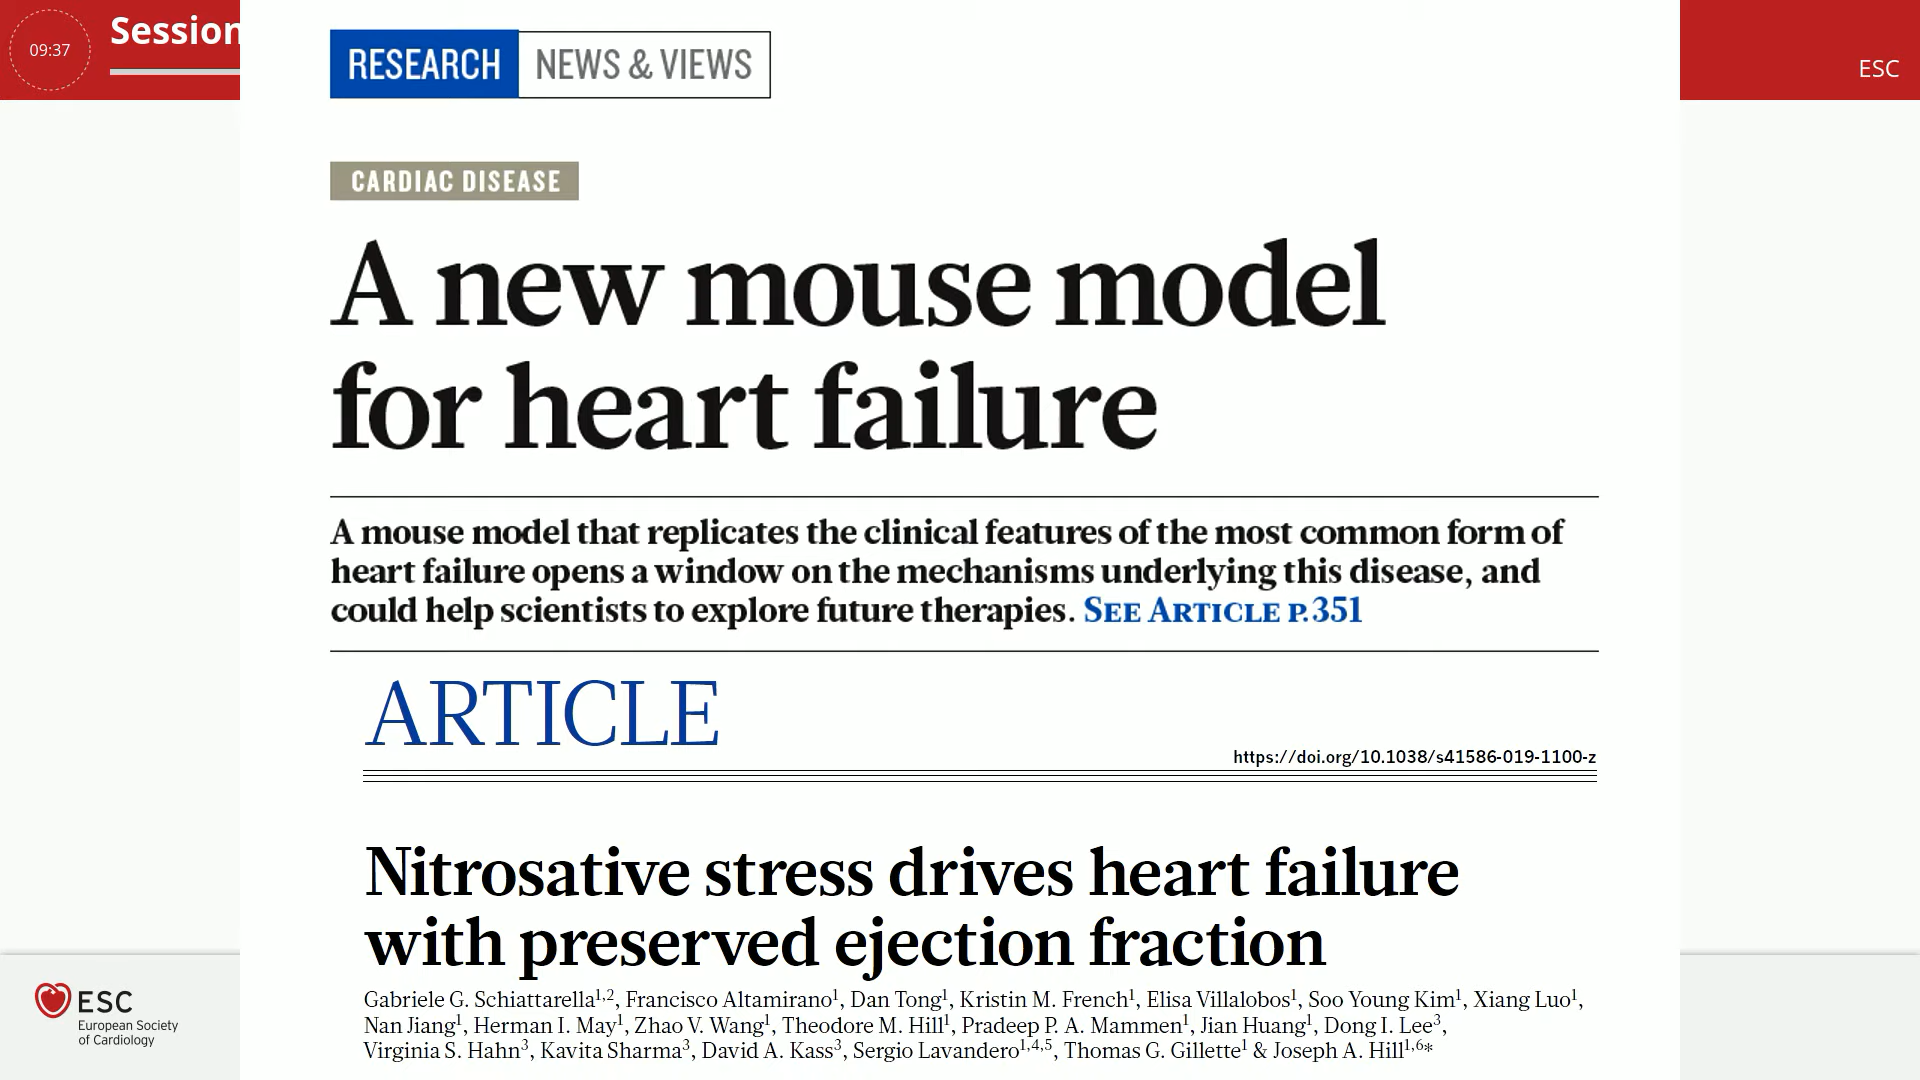 09:37
Session
ESC
RESEARCH NEWS & VIEWS
CARDIAC DISEASE
A new mouse model
for heart failure
A mouse model that replicates the clinical features of the most common form of
heart failure opens a window on the mechanisms underlying this disease, and
could help scientists to explore future therapies. SEE ARTICLE P.351
ARTICLE
https://doi.org/10.1038/s41586-019-1100-z
Nitrosative stress drives heart failure
with preserved ejection fraction
Gabriele G. Schiattarella1,2, Francisco Altamirano1, Dan Tong1, Kristin M. French1, Elisa Villalobos1, Soo Young Kim1, Xiang Luo1,
Nan Jiang1, Herman I. May1, Zhao V. Wang1, Theodore M. Hill1, Pradeep P. A. Mammen1, Jian Huang1, Dong I. Lee3,
Virginia S. Hahn3, Kavita Sharma3, David A. Kass3, Sergio Lavandero1,4,5, Thomas G. Gillette1 & Joseph A. Hill1,6*
ESC
European Society
of Cardiology